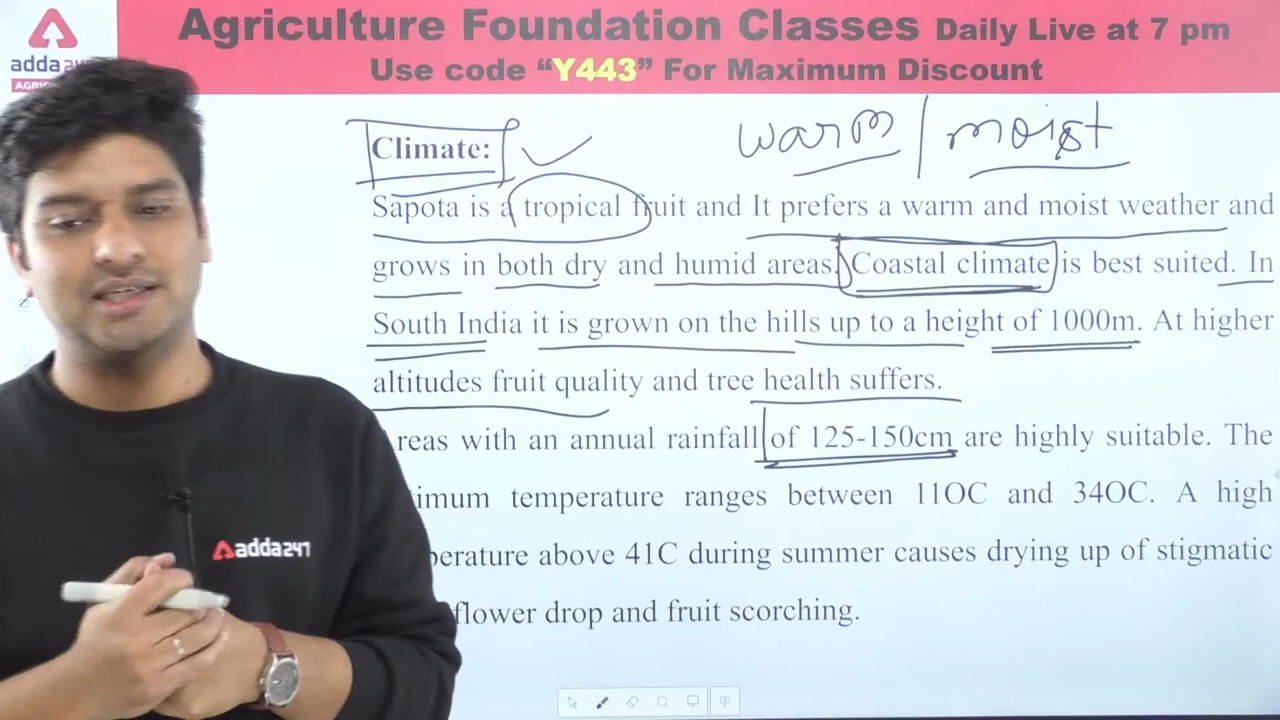 Agriculture Foundation Classes Daily Live at 7 pm
Use code “Y443” For Maximum Discount
adda247
warm / moist
Climate:
Sapota is a tropical fruit and It prefers a warm and moist weather and
grows in both dry and humid areas. Coastal climate is best suited. In
South India it is grown on the hills up to a height of 1000m. At higher
altitudes fruit quality and tree health suffers.
reas with an annual rainfall of 125-150cm are highly suitable. The
imum temperature ranges between 11OC and 34OC. A high
perature above 41C during summer causes drying up of stigmatic
flower drop and fruit scorching.
adda247